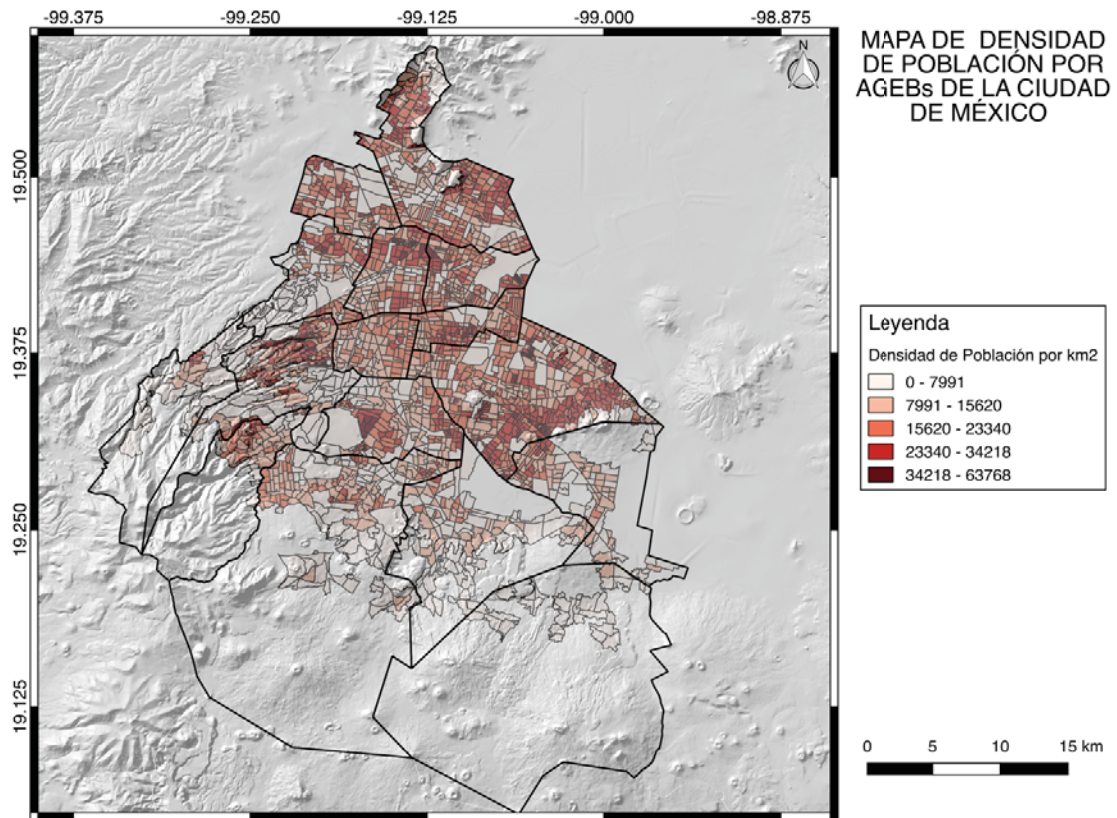 -99.375 -99.250 -99.125 -99.000 -98.875
MAPA DE DENSIDAD
DE POBLACIÓN POR
AGEBs DE LA CIUDAD
DE MÉXICO
N
19.500
19.375
19.250
19.125
Leyenda
Densidad de Población por km2
0 - 7991
7991 - 15620
15620 - 23340
23340 - 34218
34218 - 63768
0 5 10 15 km